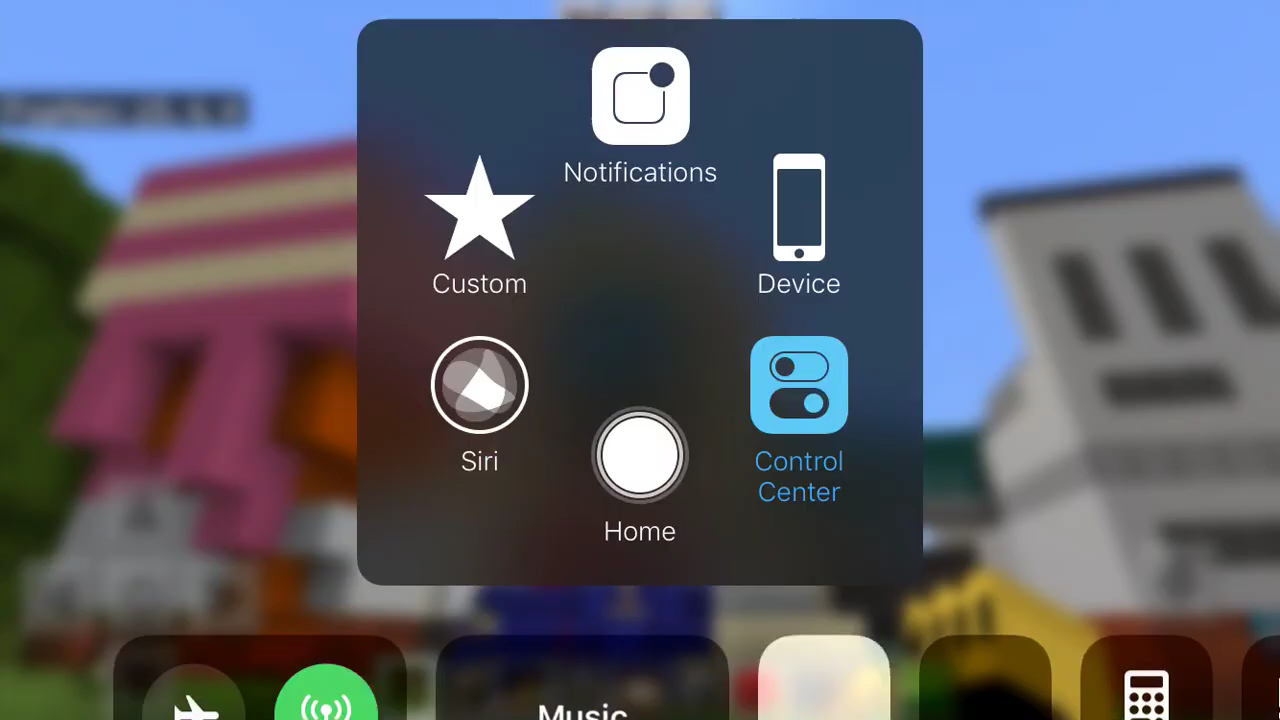 Notifications
Custom
Device
Siri
Control
Center
Home
Music